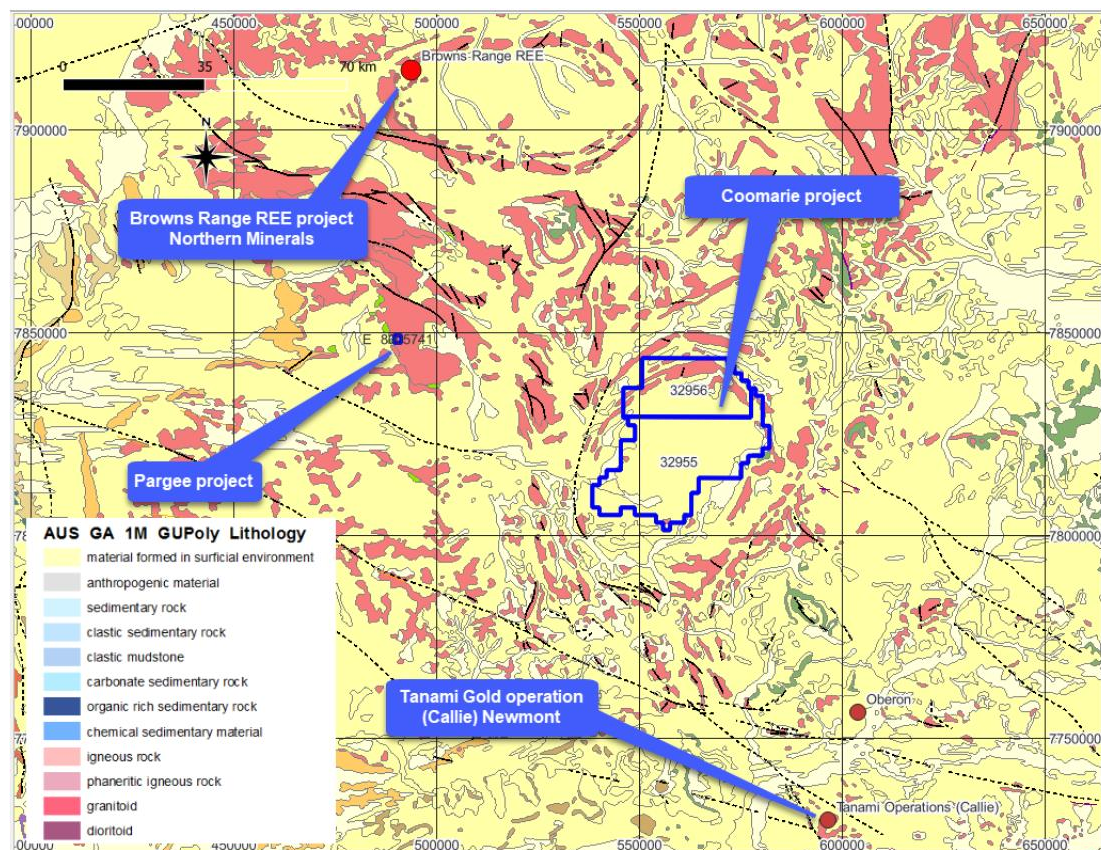 00000
450000
500000
550000
600000
650000
0
35
70 km
Browns Range REE
N
7900000
7900000
Browns Range REE project
Northern Minerals
Coomarie project
7850000
7850000
E
5741
32956
32955
Pargee project
7800000
AUS GA 1M GUPoly Lithology
material formed in surficial environment
anthropogenic material
sedimentary rock
clastic sedimentary rock
clastic mudstone
carbonate sedimentary rock
organic rich sedimentary rock
chemical sedimentary material
igneous rock
phaneritic igneous rock
granitoid
dioritoid
Tanami Gold operation
(Callie) Newmont
Oberon
7750000
Tanami Operations (Callie)
450000
500000
550000
600000
650000